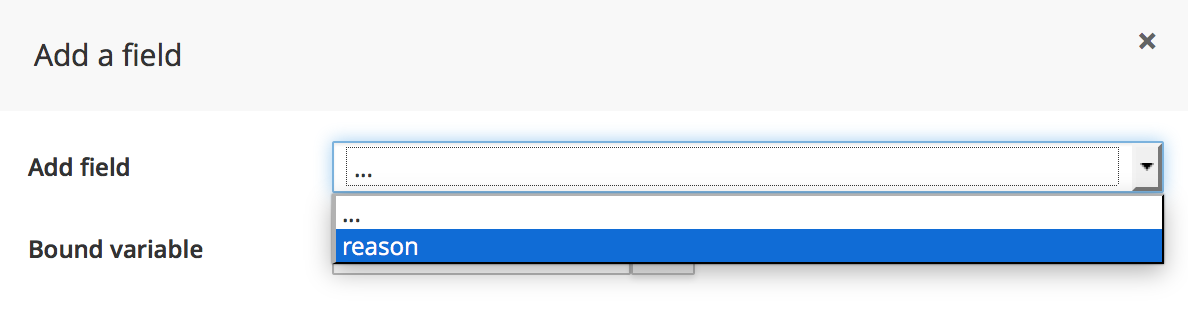 Add a field
×
Add field
...
...
reason
Bound variable